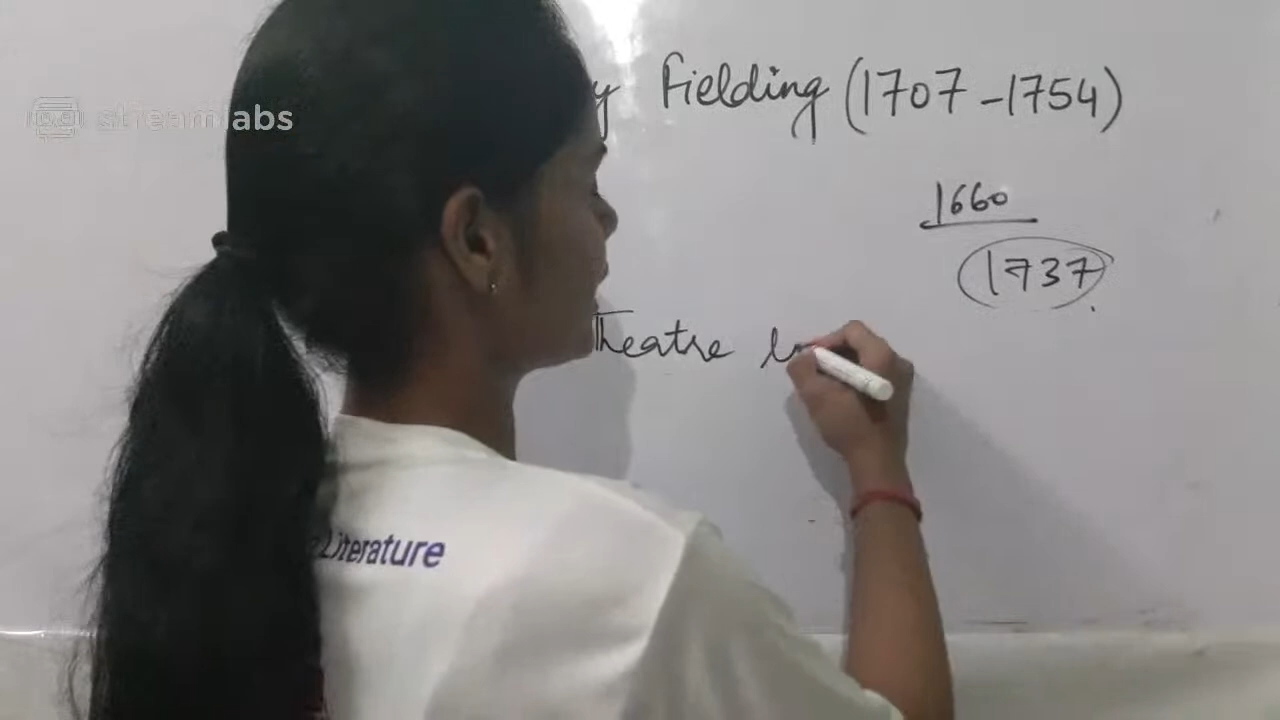 streamlabs
y Fielding (1707 - 1754)
1660
1737
Theatre
Literature